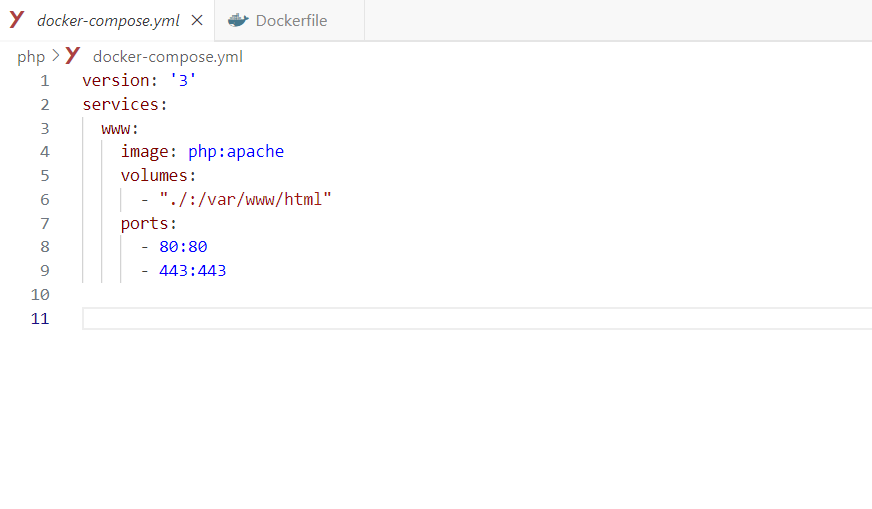 docker-compose.yml Dockerfile
php > docker-compose.yml
1 version: '3'
2 services:
3   www:
4     image: php:apache
5     volumes:
6       - "./:/var/www/html"
7     ports:
8       - 80:80
9       - 443:443
10
11